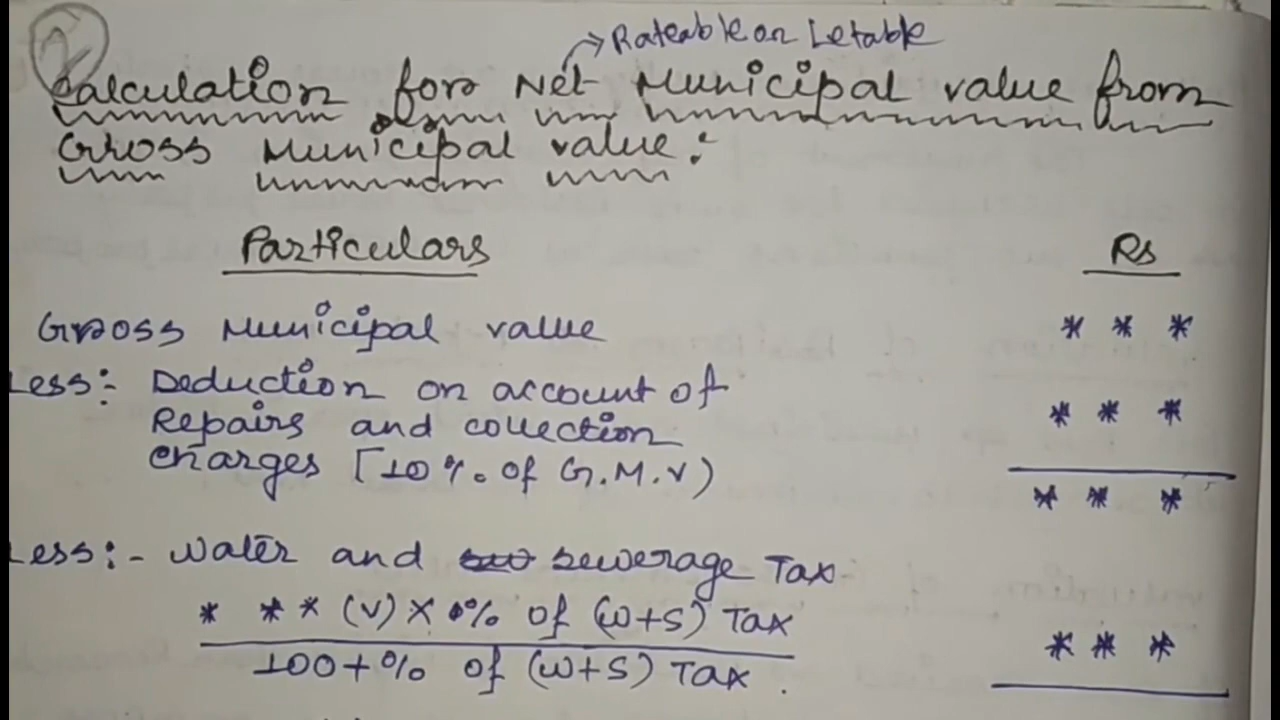 → Rateable or Letable
Calculation for Net Municipal value from
Gross Municipal value:
Particulars Rs
Gross Municipal value * * *
Less:- Deduction on account of
Repairs and collection * * *
charges [10% of G.M.V)
* * *
Less:- Water and sewerage Tax
* * * (V) X % of (W+S) Tax
* * *
100+% of (W+S) Tax.